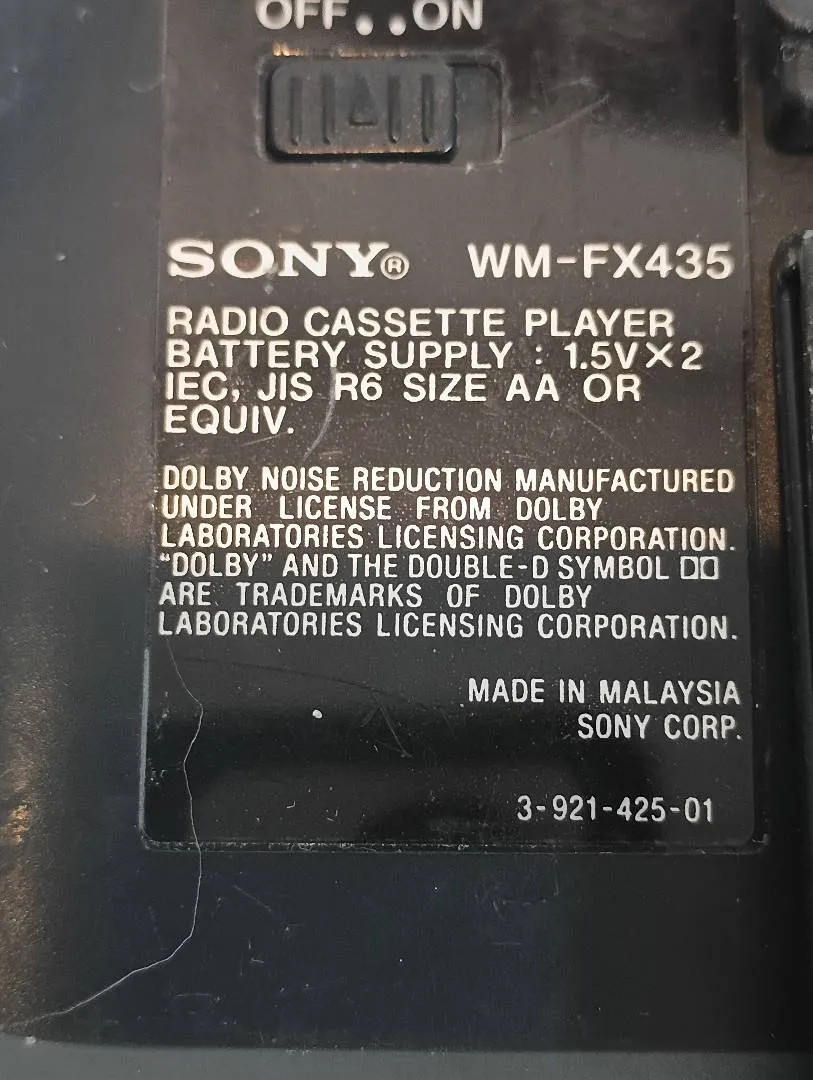 OFF..ON
SONY® WM-FX435
RADIO CASSETTE PLAYER
BATTERY SUPPLY : 1.5V×2
IEC, JIS R6 SIZE AA OR
EQUIV.
DOLBY NOISE REDUCTION MANUFACTURED
UNDER LICENSE FROM DOLBY
LABORATORIES LICENSING CORPORATION.
“DOLBY” AND THE DOUBLE-D SYMBOL
ARE TRADEMARKS OF DOLBY
LABORATORIES LICENSING CORPORATION.
MADE IN MALAYSIA
SONY CORP.
3-921-425-01